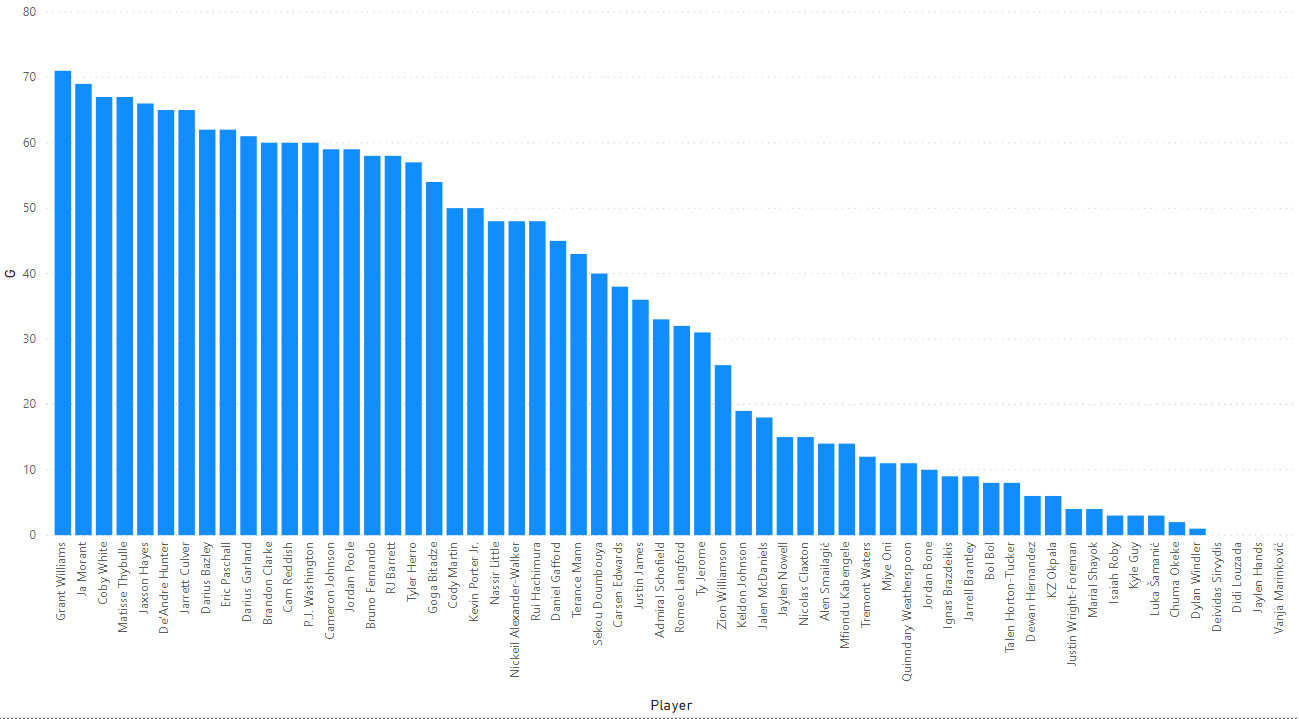 80
70
60
50
40
30
20
10
0
G
Grant Williams
Ja Morant
Coby White
Matisse Thybulle
Jaxson Hayes
De'Andre Hunter
Jarrett Culver
Darius Bazley
Eric Paschall
Darius Garland
Brandon Clarke
Cam Reddish
P.J. Washington
Cameron Johnson
Jordan Poole
Bruno Fernando
RJ Barrett
Tyler Herro
Goga Bitadze
Cody Martin
Kevin Porter Jr.
Nassir Little
Nickeil Alexander-Walker
Rui Hachimura
Daniel Gafford
Terance Mann
Sekou Doumbouya
Carsen Edwards
Justin James
Admiral Schofield
Romeo Langford
Ty Jerome
Zion Williamson
Keldon Johnson
Jalen McDaniels
Jaylen Nowell
Nicolas Claxton
Alen Smailagić
Mfiondu Kabengele
Tremont Waters
Miye Oni
Quinndary Weatherspoon
Jordan Bone
Ignas Brazdeikis
Jarrell Brantley
Bol Bol
Talen Horton-Tucker
Dewan Hernandez
KZ Okpala
Justin Wright-Foreman
Marial Shayok
Isaiah Roby
Kyle Guy
Luka Šamanić
Chuma Okeke
Dylan Windler
Deividas Sirvydis
Didi Louzada
Jaylen Hands
Vanja Marinković
Player